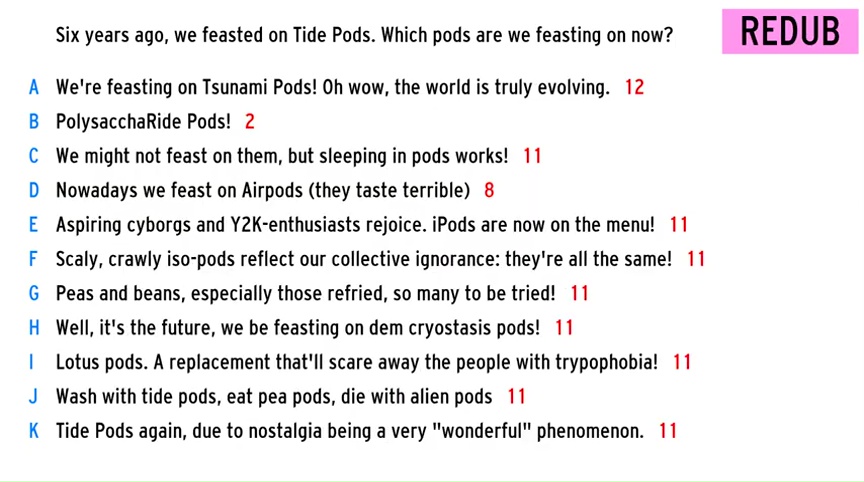 Six years ago, we feasted on Tide Pods. Which pods are we feasting on now?
REDUB
A We're feasting on Tsunami Pods! Oh wow, the world is truly evolving. 12
B PolysacchaRide Pods! 2
C We might not feast on them, but sleeping in pods works! 11
D Nowadays we feast on Airpods (they taste terrible) 8
E Aspiring cyborgs and Y2K-enthusiasts rejoice. iPods are now on the menu! 11
F Scaly, crawly iso-pods reflect our collective ignorance: they're all the same! 11
G Peas and beans, especially those refried, so many to be tried! 11
H Well, it's the future, we be feasting on dem cryostasis pods! 11
I Lotus pods. A replacement that'll scare away the people with trypophobia! 11
J Wash with tide pods, eat pea pods, die with alien pods 11
K Tide Pods again, due to nostalgia being a very "wonderful" phenomenon. 11